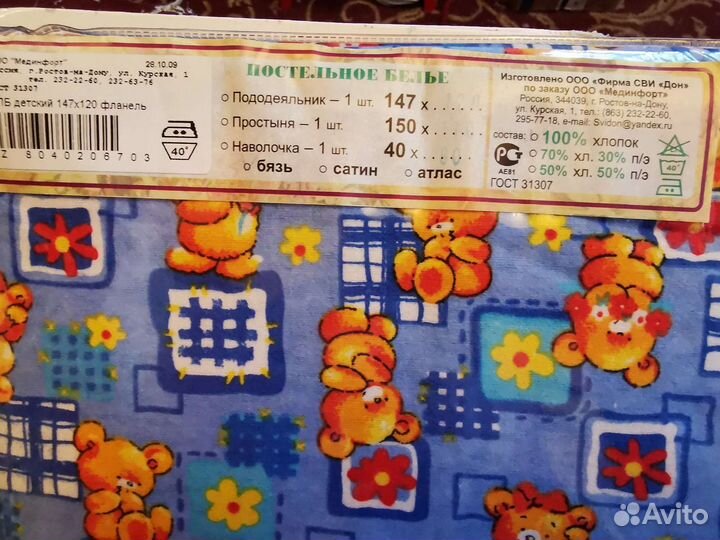 ОО "Мединфорт" 26.10.09
ссия, г.Ростов-на-Дону, ул. Курская, 1
тел. 232-22-60, 232-63-76
СТ 31307
ПБ детский 147х120 фланель
Z 8040206703
40°
ПОСТЕЛЬНОЕ БЕЛЬЕ
○ Пододеяльник – 1 шт. 147 х
○ Простыня – 1 шт. 150 х
○ Наволочка – 1 шт. 40 х
○ бязь ○ сатин ○ атлас
Изготовлено ООО «Фирма СВИ «Дон»
по заказу ООО «Мединфорт»
Россия, 344039, г. Ростов-на-Дону,
ул. Курская, 1, тел.: (863) 232-22-60,
295-77-18, e-mail: Svidon@yandex.ru
состав: ○ 100% ХЛОПОК
○ 70% ХЛ. 30% П/Э
○ 50% ХЛ. 50% П/Э
РСТ
АЕ81
ГОСТ 31307
40°
Avito